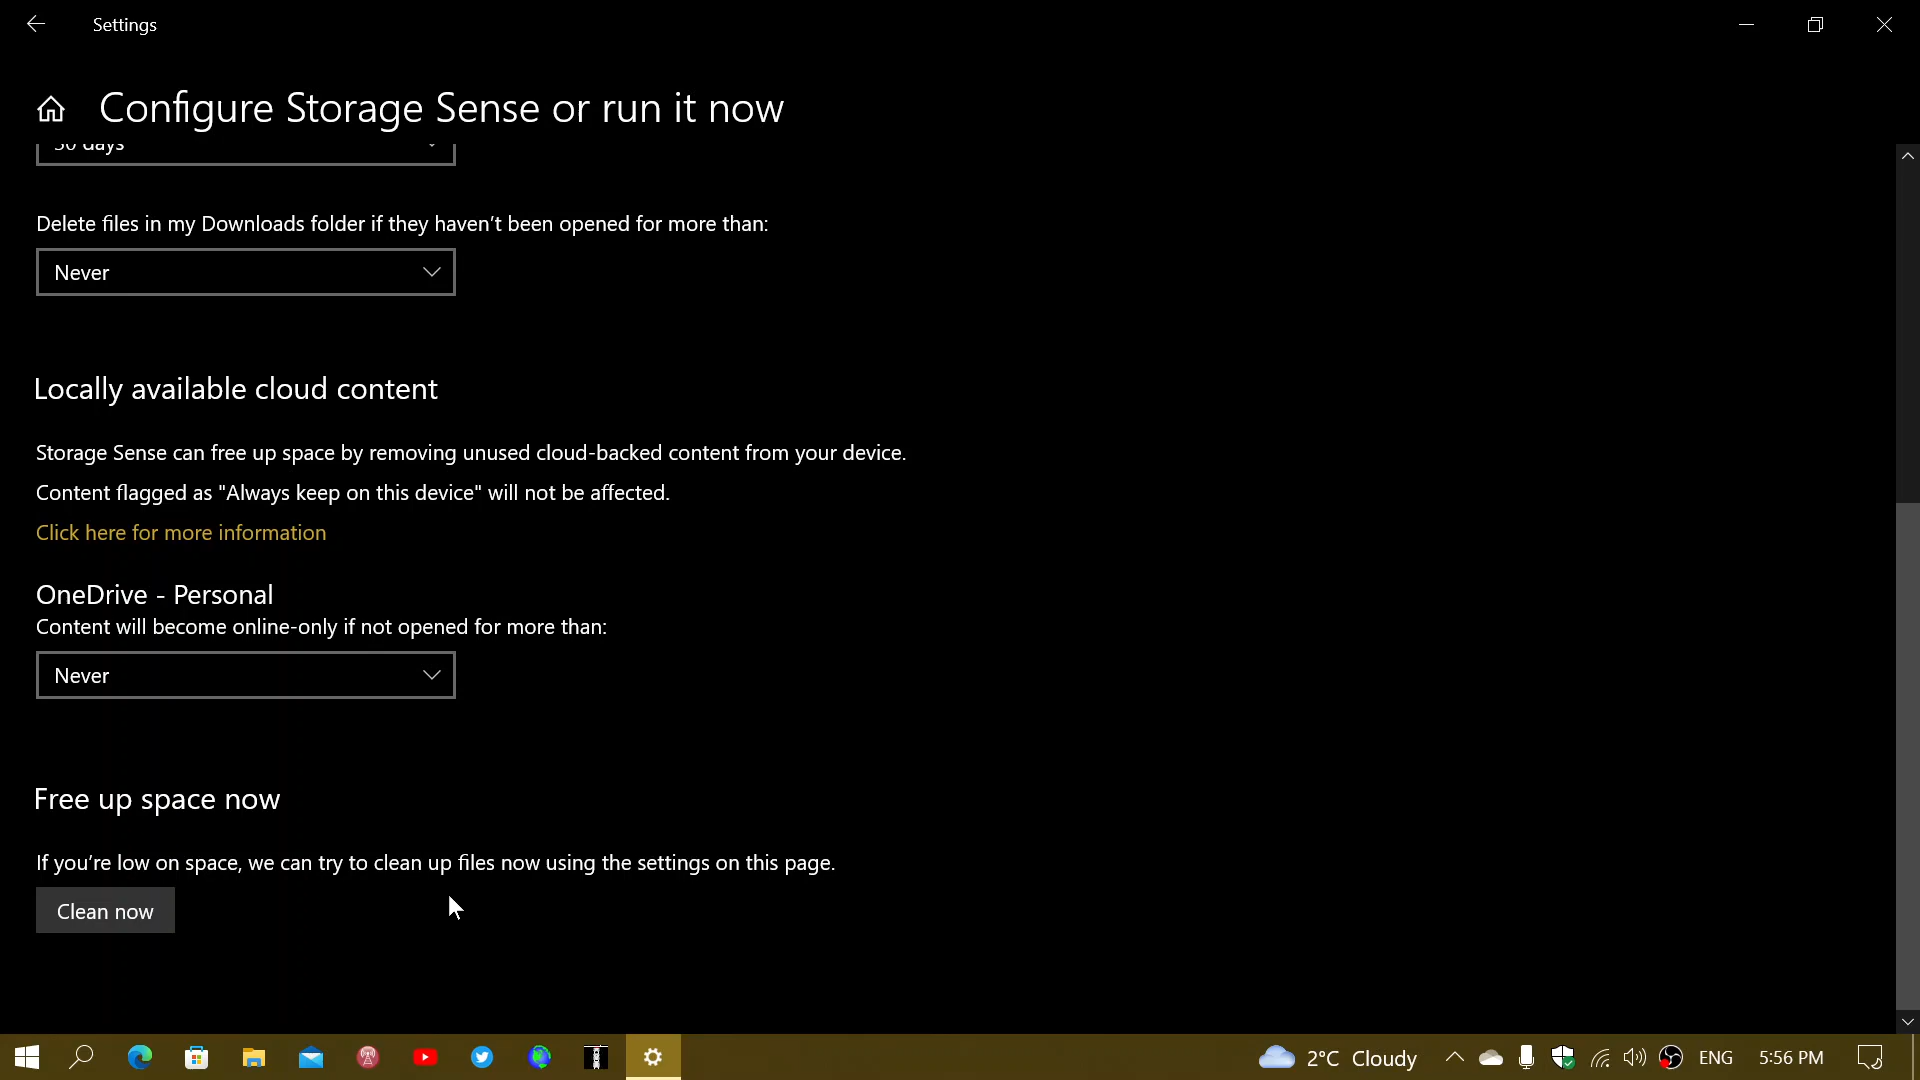 Settings
Configure Storage Sense or run it now
30 days
Delete files in my Downloads folder if they haven't been opened for more than:
Never
Locally available cloud content
Storage Sense can free up space by removing unused cloud-backed content from your device.
Content flagged as "Always keep on this device" will not be affected.
Click here for more information
OneDrive - Personal
Content will become online-only if not opened for more than:
Never
Free up space now
If you're low on space, we can try to clean up files now using the settings on this page.
Clean now
2°C Cloudy
ENG
5:56 PM